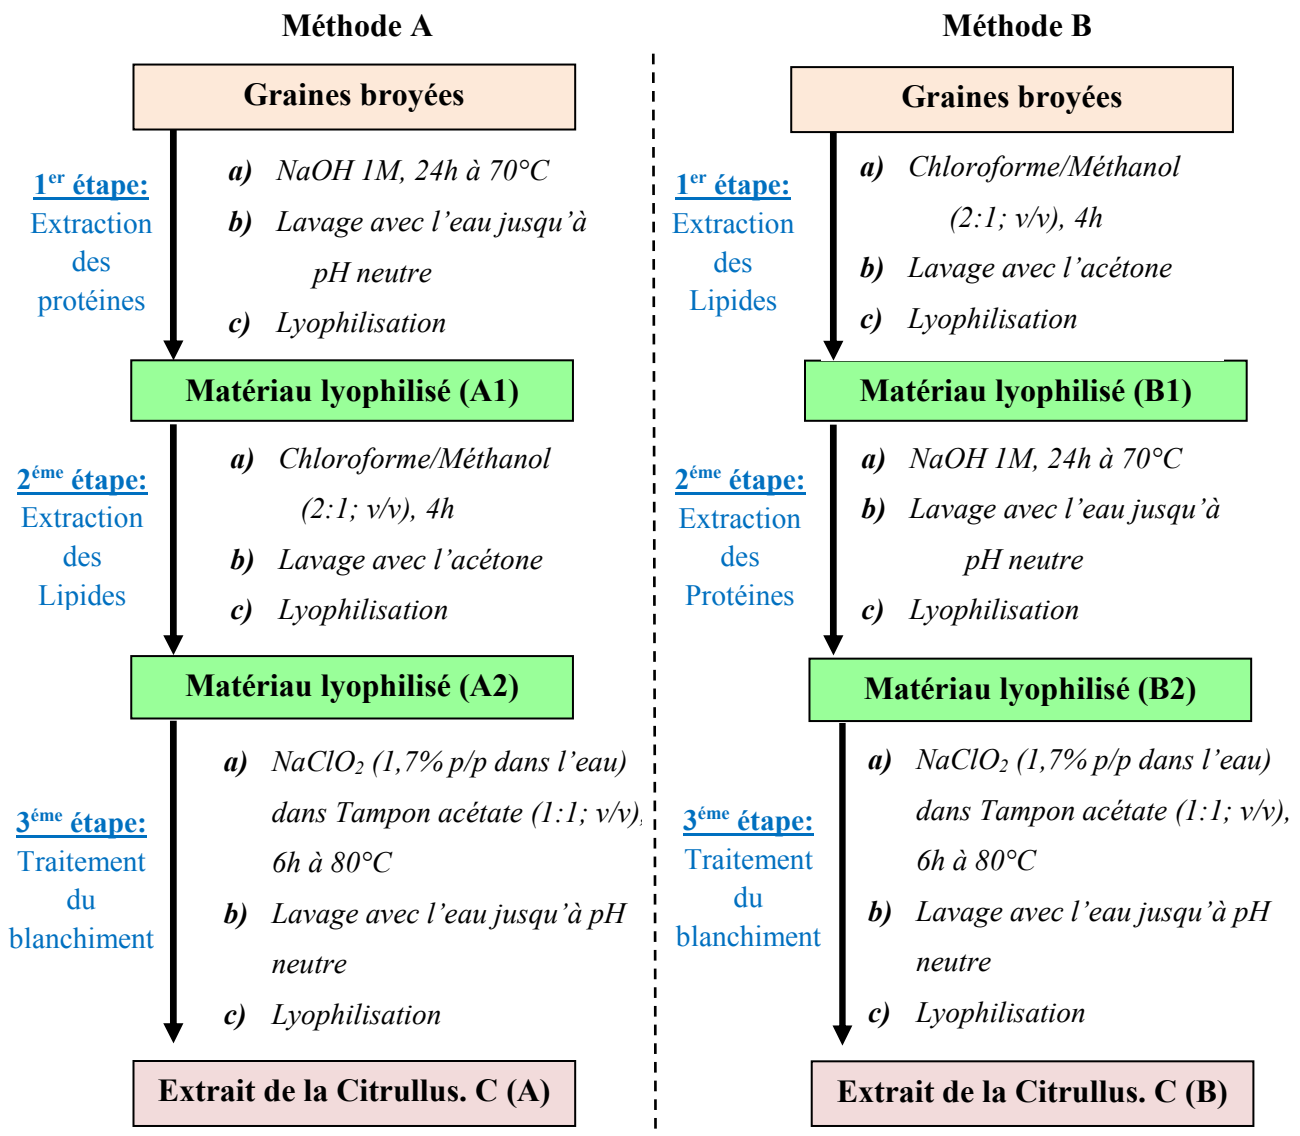 Méthode A
Graines broyées
1er étape:
Extraction
des
protéines
a) NaOH 1M, 24h à 70°C
b) Lavage avec l’eau jusqu’à
pH neutre
c) Lyophilisation
Matériau lyophilisé (A1)
2éme étape:
Extraction
des
Lipides
a) Chloroforme/Méthanol
(2:1; v/v), 4h
b) Lavage avec l’acétone
c) Lyophilisation
Matériau lyophilisé (A2)
3éme étape:
Traitement
du
blanchiment
a) NaClO2 (1,7% p/p dans l’eau)
dans Tampon acétate (1:1; v/v),
6h à 80°C
b) Lavage avec l’eau jusqu’à pH
neutre
c) Lyophilisation
Extrait de la Citrullus. C (A)
Méthode B
Graines broyées
1er étape:
Extraction
des
Lipides
a) Chloroforme/Méthanol
(2:1; v/v), 4h
b) Lavage avec l’acétone
c) Lyophilisation
Matériau lyophilisé (B1)
2éme étape:
Extraction
des
Protéines
a) NaOH 1M, 24h à 70°C
b) Lavage avec l’eau jusqu’à
pH neutre
c) Lyophilisation
Matériau lyophilisé (B2)
3éme étape:
Traitement
du
blanchiment
a) NaClO2 (1,7% p/p dans l’eau)
dans Tampon acétate (1:1; v/v),
6h à 80°C
b) Lavage avec l’eau jusqu’à pH
neutre
c) Lyophilisation
Extrait de la Citrullus. C (B)